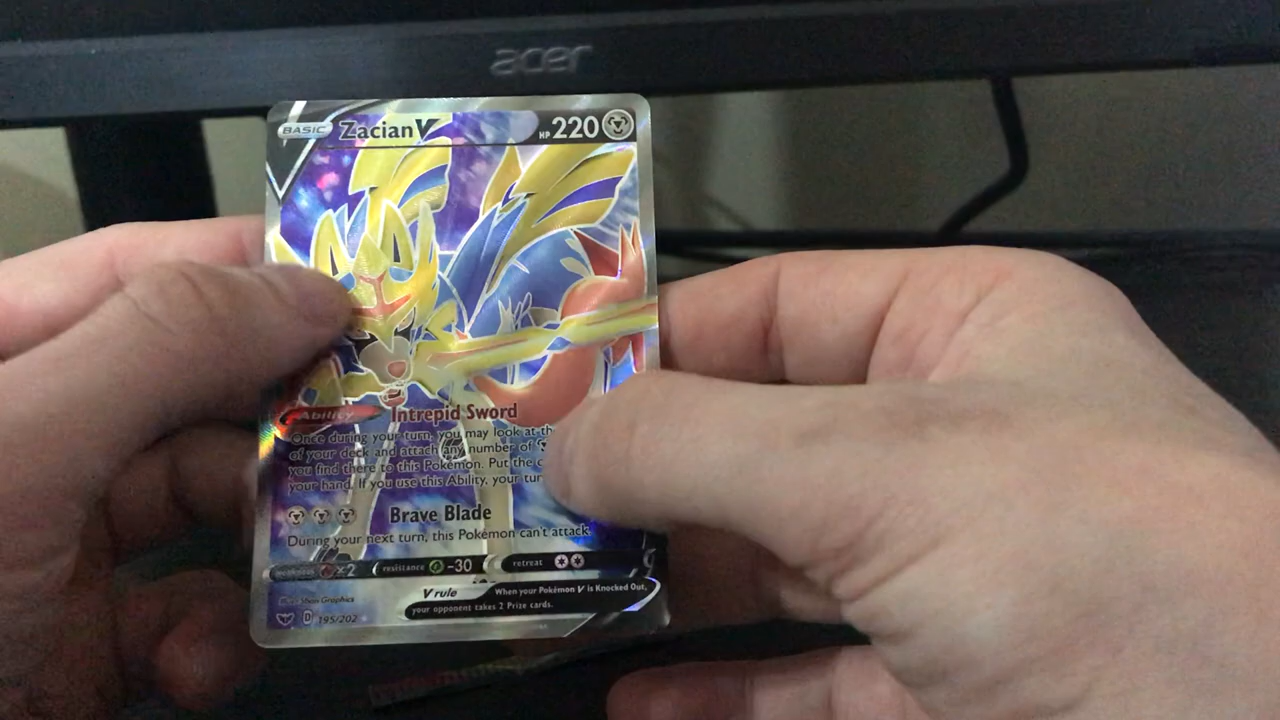 acer
BASIC Zacian V HP 220
Ability Intrepid Sword
Once during your turn, you may look at th
of your deck and attach any number of
you find there to this Pokémon. Put the
your hand. If you use this Ability, your tur
Brave Blade
During your next turn, this Pokémon can't attack.
weakness ×2 resistance -30 retreat
V rule When your Pokémon V is Knocked Out,
your opponent takes 2 Prize cards.
Graphics
D 195/202